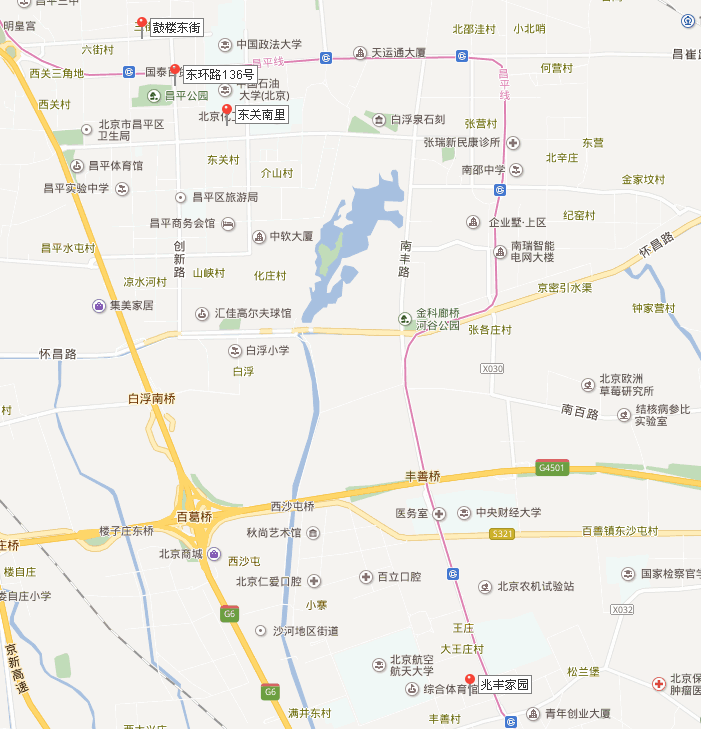 昌平三中
明皇宫
鼓楼东街
北邵洼村
小北哨
六街村
中国政法大学
天运通大厦
昌崔路
西关三角地
国泰百
东环路136号
昌平线
何营村
昌平线
西关村
昌平公园
中国石油
大学(北京)
东关南里
白浮泉石刻
张营村
北京市昌平区
卫生局
张瑞新民康诊所
东营
东关村
北辛庄
昌平体育馆
介山村
南邵中学
金家坟村
昌平实验中学
昌平区旅游局
纪窑村
昌平商务会馆
企业墅·上区
中软大厦
创新路
南丰路
怀昌路
昌平水屯村
南瑞智能
电网大楼
山峡村
化庄村
凉水河村
京密引水渠
集美家居
汇佳高尔夫球馆
金科廊桥
河谷公园
钟家营村
张各庄村
怀昌路
白浮小学
白浮
X030
北京欧洲
草莓研究所
白浮南桥
村
南百路
结核病参比
实验室
G4501
丰善桥
西沙屯桥
百葛桥
医务室
中央财经大学
楼子庄东桥
秋尚艺术馆
S321
百善镇东沙屯村
庄桥
北京商城
西沙屯
楼自庄
北京仁爱口腔
百立口腔
北京农机试验站
国家检察官学
娄自庄小学
小寨
X032
G6
沙河地区街道
王庄
大王庄村
京新高速
北京航空
航天大学
松兰堡
G6
综合体育馆
兆丰家园
北京保
肿瘤医
满井东村
丰善村
青年创业大厦